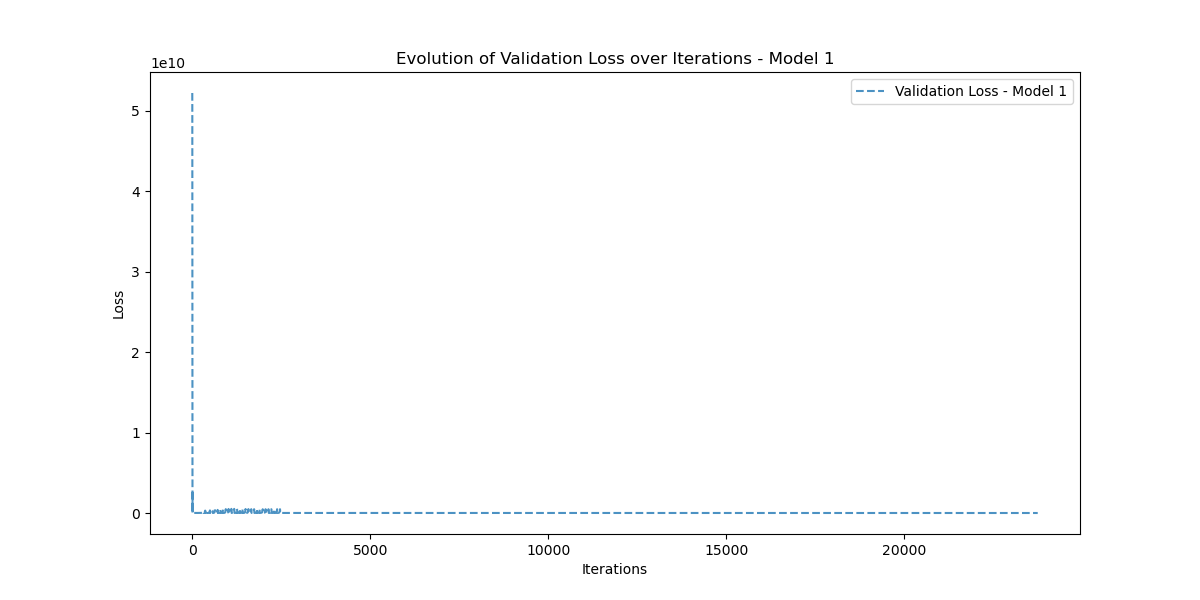 Evolution of Validation Loss over Iterations - Model 1
1e10
Validation Loss - Model 1
5
4
3
2
1
0
Loss
0 5000 10000 15000 20000
Iterations